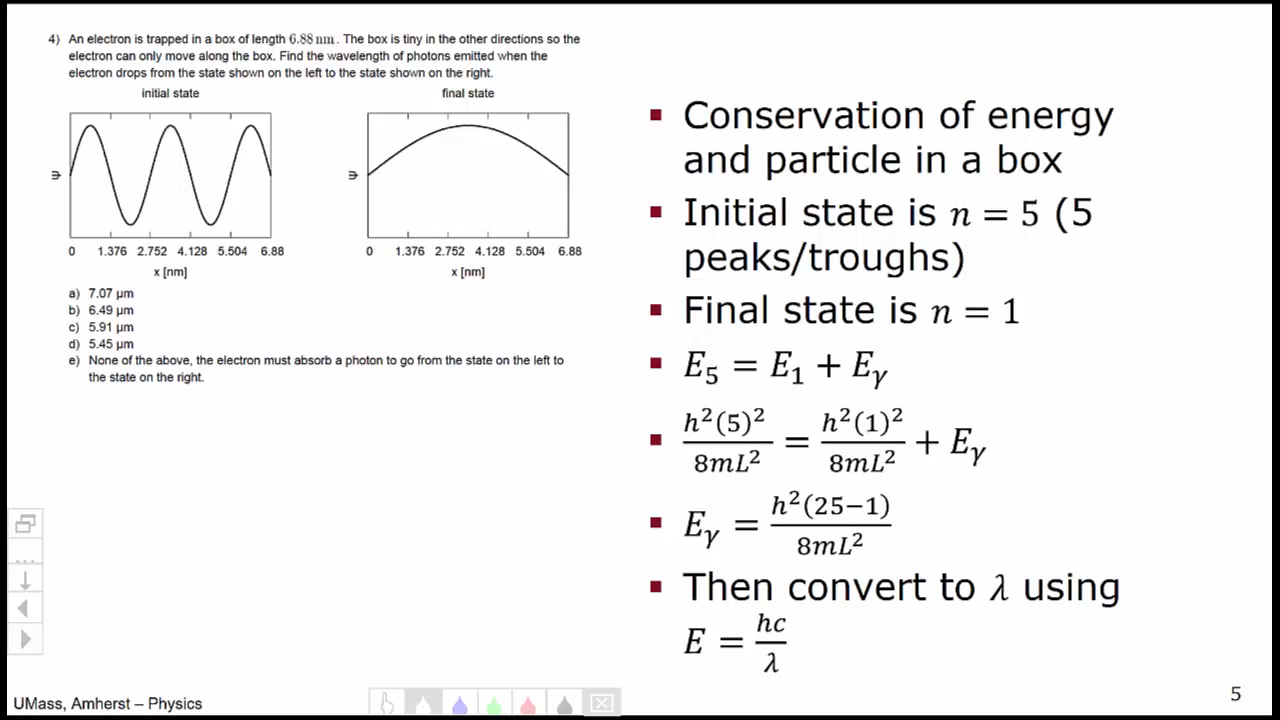 4) An electron is trapped in a box of length 6.88 nm. The box is tiny in the other directions so the
electron can only move along the box. Find the wavelength of photons emitted when the
electron drops from the state shown on the left to the state shown on the right.
initial state
ψ
0 1.376 2.752 4.128 5.504 6.88
x [nm]
final state
ψ
0 1.376 2.752 4.128 5.504 6.88
x [nm]
a) 7.07 µm
b) 6.49 µm
c) 5.91 µm
d) 5.45 µm
e) None of the above, the electron must absorb a photon to go from the state on the left to
the state on the right.
▪ Conservation of energy
and particle in a box
▪ Initial state is n = 5 (5
peaks/troughs)
▪ Final state is n = 1
▪ E₅ = E₁ + Eᵧ
▪ h²(5)²/8mL² = h²(1)²/8mL² + Eᵧ
▪ Eᵧ = h²(25−1)/8mL²
▪ Then convert to λ using
E = hc/λ
UMass, Amherst – Physics
5